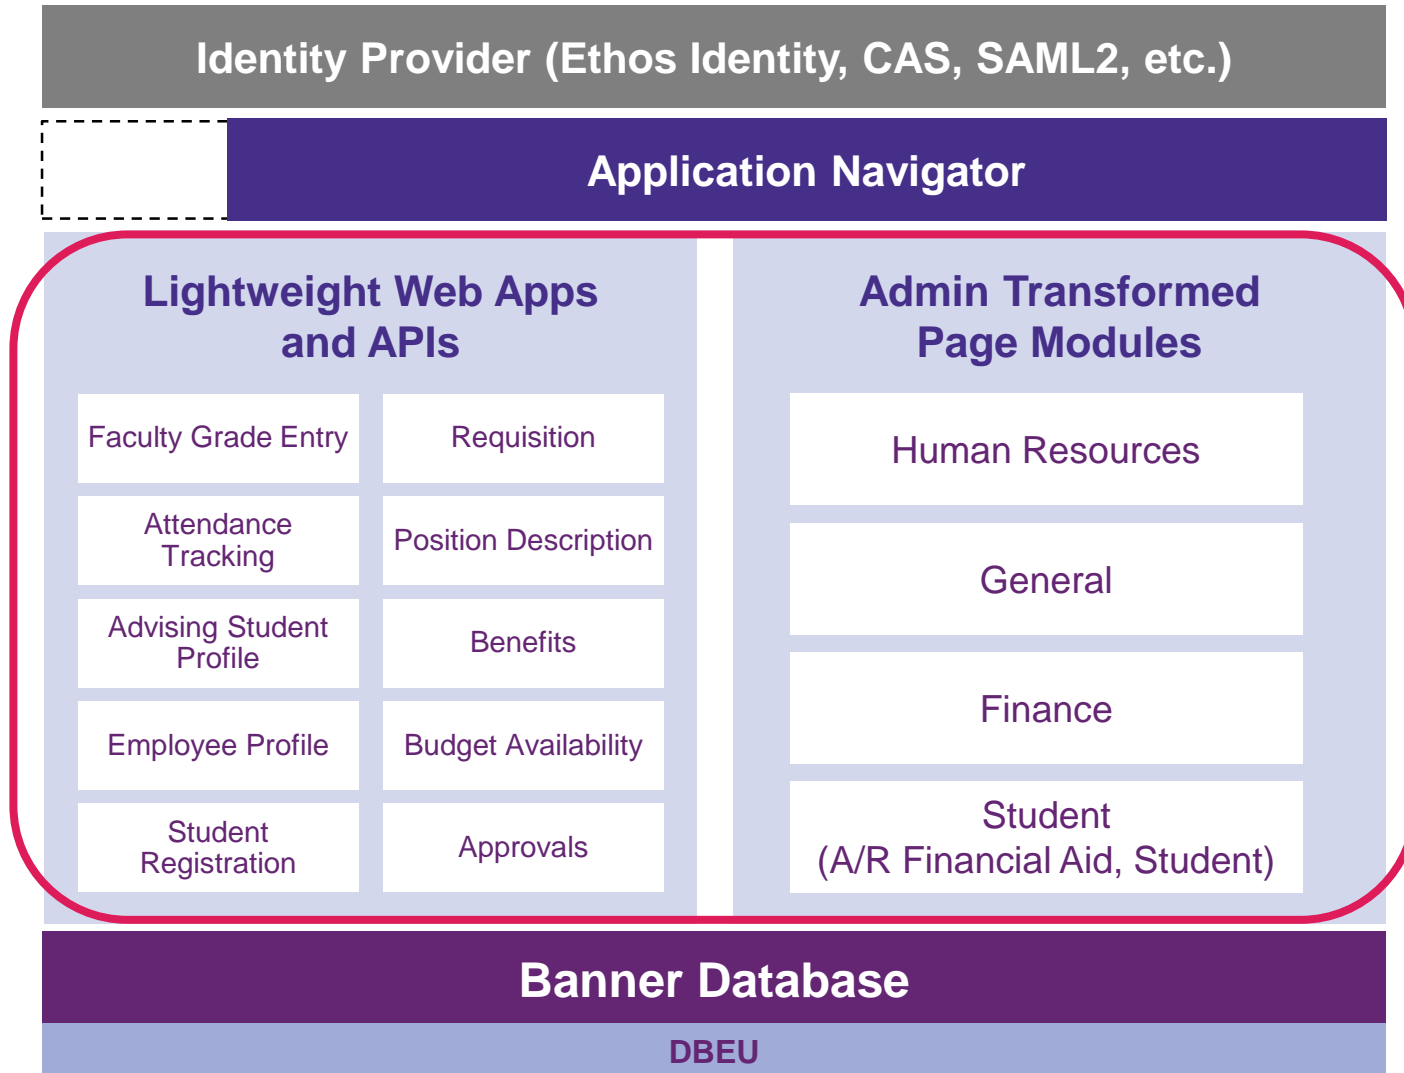 Identity Provider (Ethos Identity, CAS, SAML2, etc.)
Application Navigator
Lightweight Web Apps
and APIs
Faculty Grade Entry
Requisition
Attendance
Tracking
Position Description
Advising Student
Profile
Benefits
Employee Profile
Budget Availability
Student
Registration
Approvals
Admin Transformed
Page Modules
Human Resources
General
Finance
Student
(A/R Financial Aid, Student)
Banner Database
DBEU